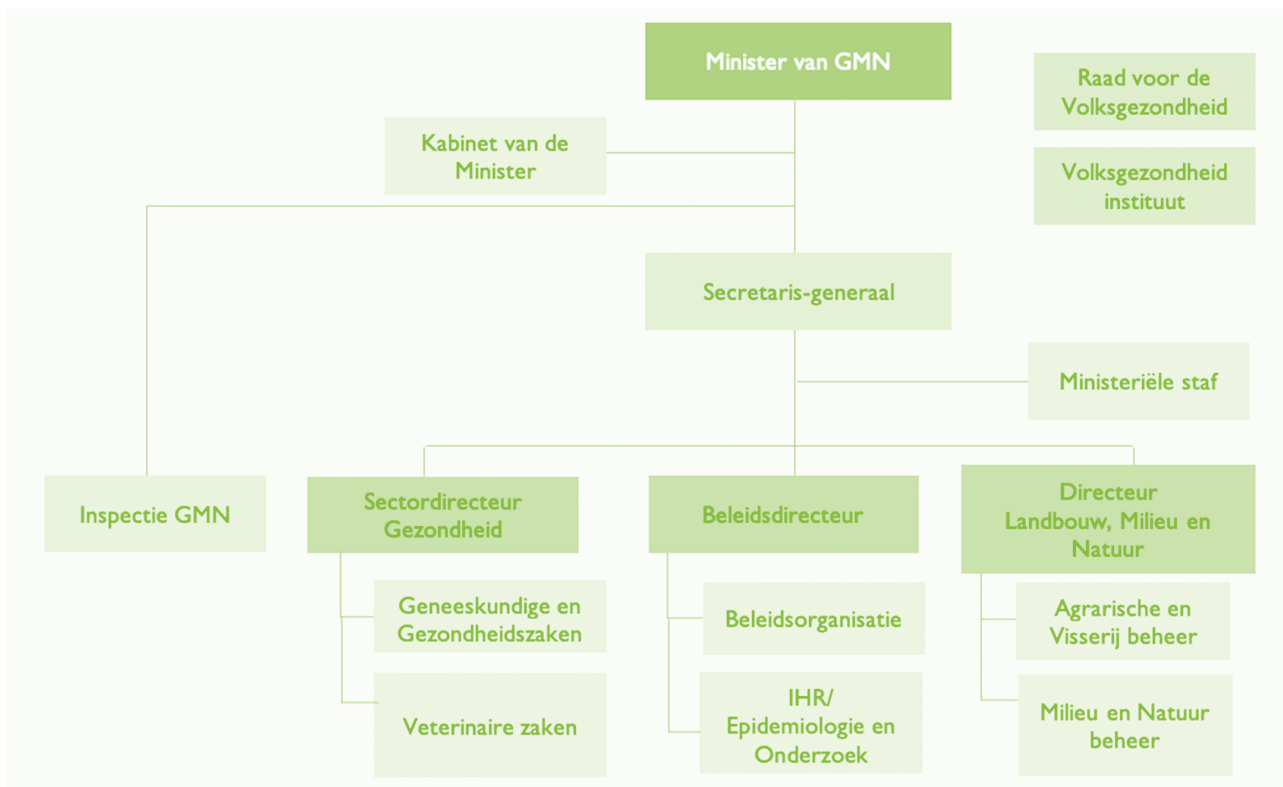 Minister van GMN
Raad voor de
Volksgezondheid
Kabinet van de
Minister
Volksgezondheid
instituut
Secretaris-generaal
Ministeriële staf
Inspectie GMN
Sectordirecteur
Gezondheid
Beleidsdirecteur
Directeur
Landbouw, Milieu en
Natuur
Geneeskundige en
Gezondheidszaken
Beleidsorganisatie
Agrarische en
Visserij beheer
Veterinaire zaken
IHR/
Epidemiologie en
Onderzoek
Milieu en Natuur
beheer